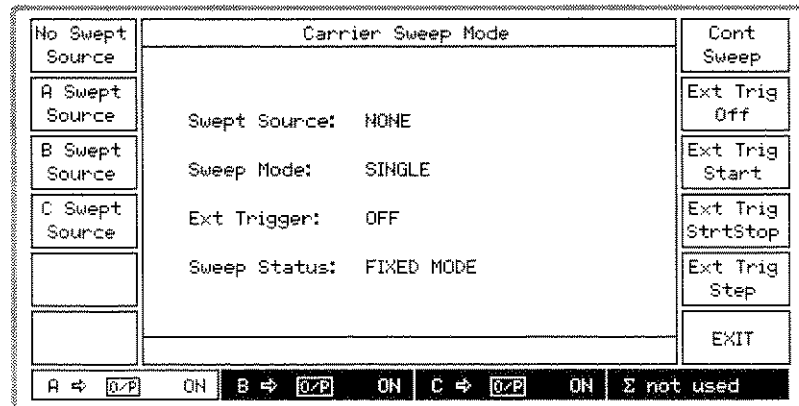 Carrier Sweep Mode
No Swept
Source
A Swept
Source
B Swept
Source
C Swept
Source
Swept Source: NONE
Sweep Mode: SINGLE
Ext Trigger: OFF
Sweep Status: FIXED MODE
Cont
Sweep
Ext Trig
Off
Ext Trig
Start
Ext Trig
StrtStop
Ext Trig
Step
EXIT
A ⇨ O/P ON B ⇨ O/P ON C ⇨ O/P ON Σ not used